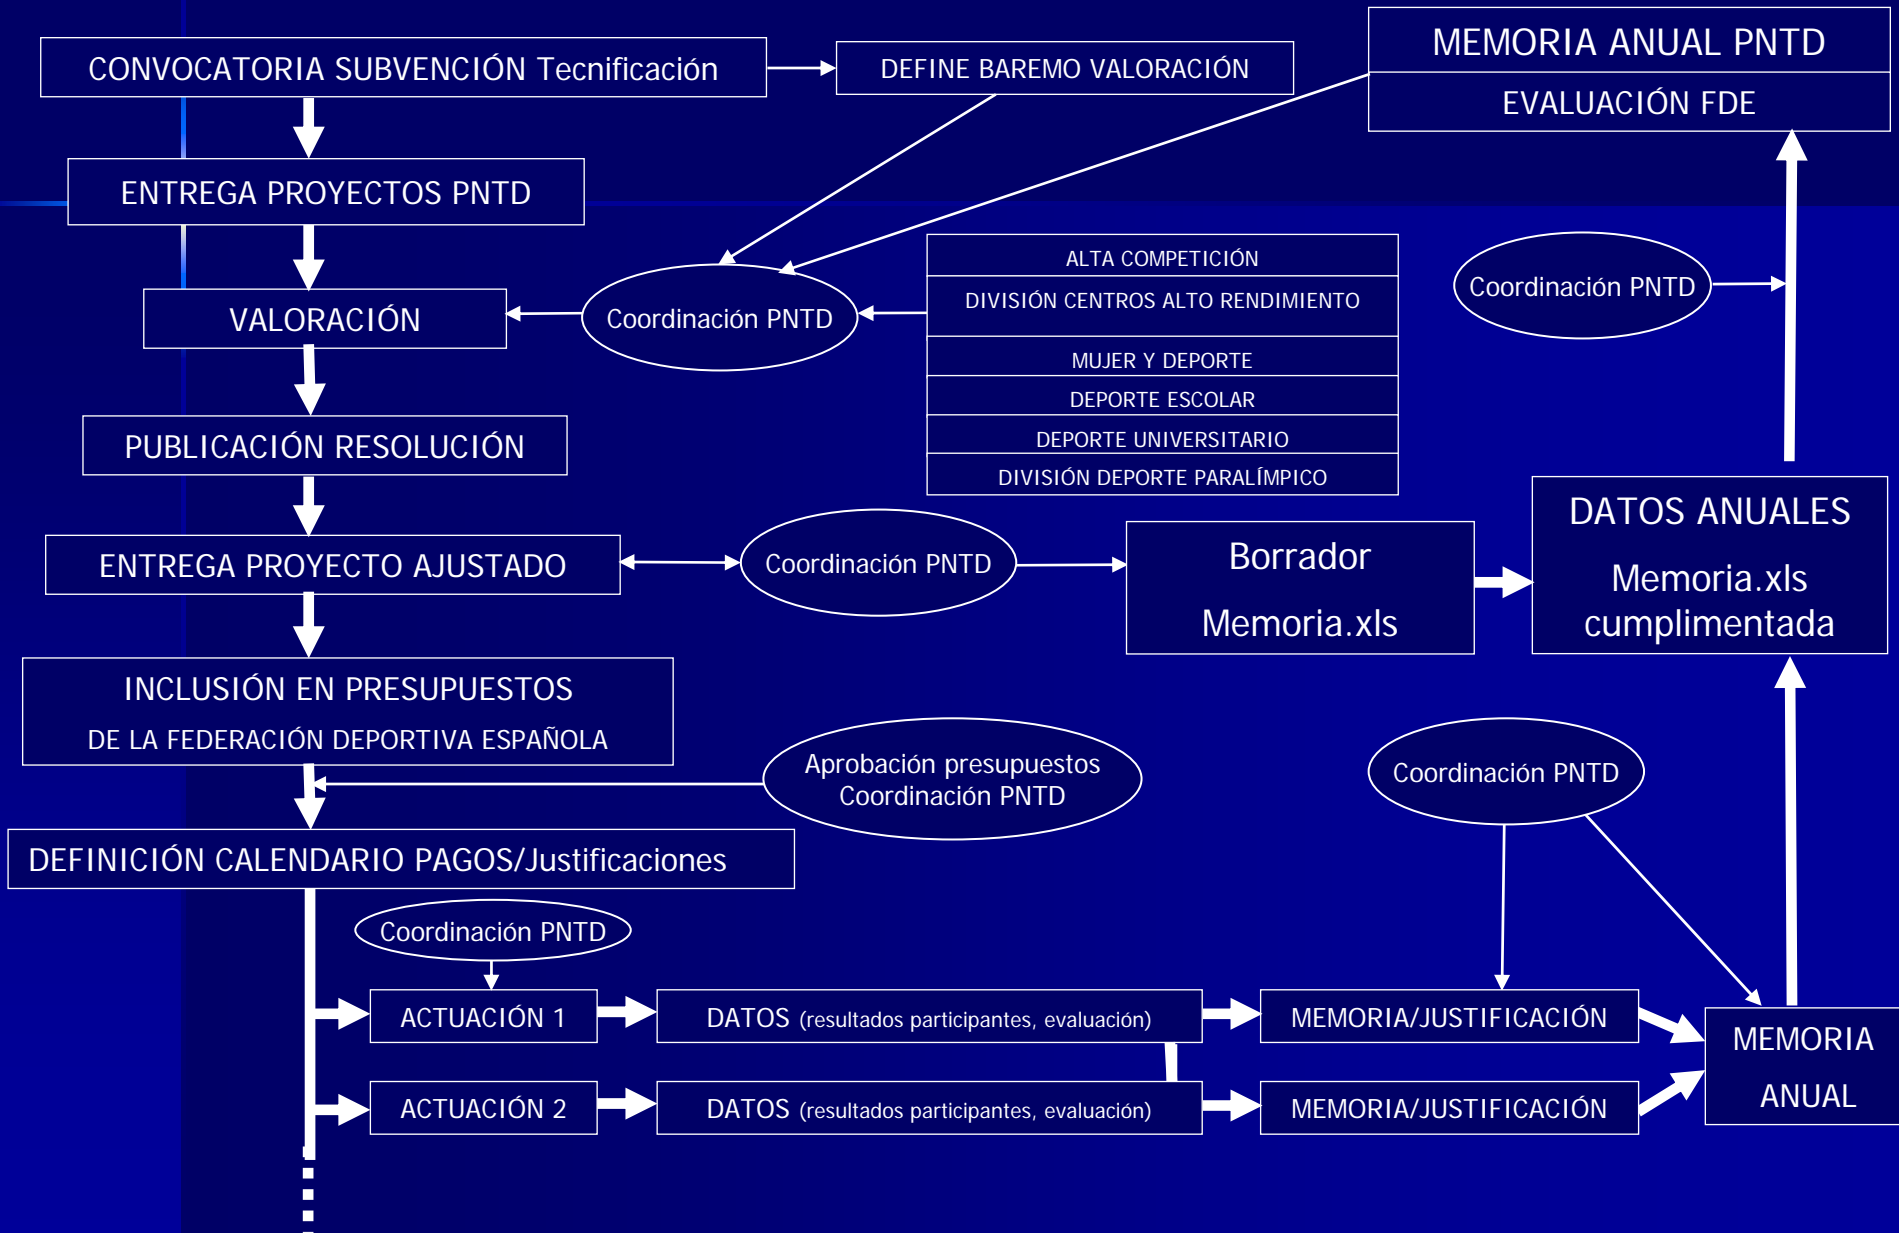 CONVOCATORIA SUBVENCIÓN Tecnificación
DEFINE BAREMO VALORACIÓN
MEMORIA ANUAL PNTD
EVALUACIÓN FDE
ENTREGA PROYECTOS PNTD
VALORACIÓN
Coordinación PNTD
ALTA COMPETICIÓN
DIVISIÓN CENTROS ALTO RENDIMIENTO
MUJER Y DEPORTE
DEPORTE ESCOLAR
DEPORTE UNIVERSITARIO
DIVISIÓN DEPORTE PARALÍMPICO
Coordinación PNTD
PUBLICACIÓN RESOLUCIÓN
ENTREGA PROYECTO AJUSTADO
Coordinación PNTD
Borrador
Memoria.xls
DATOS ANUALES
Memoria.xls
cumplimentada
INCLUSIÓN EN PRESUPUESTOS
DE LA FEDERACIÓN DEPORTIVA ESPAÑOLA
Aprobación presupuestos
Coordinación PNTD
Coordinación PNTD
DEFINICIÓN CALENDARIO PAGOS/Justificaciones
Coordinación PNTD
ACTUACIÓN 1
DATOS (resultados participantes, evaluación)
MEMORIA/JUSTIFICACIÓN
ACTUACIÓN 2
DATOS (resultados participantes, evaluación)
MEMORIA/JUSTIFICACIÓN
MEMORIA
ANUAL